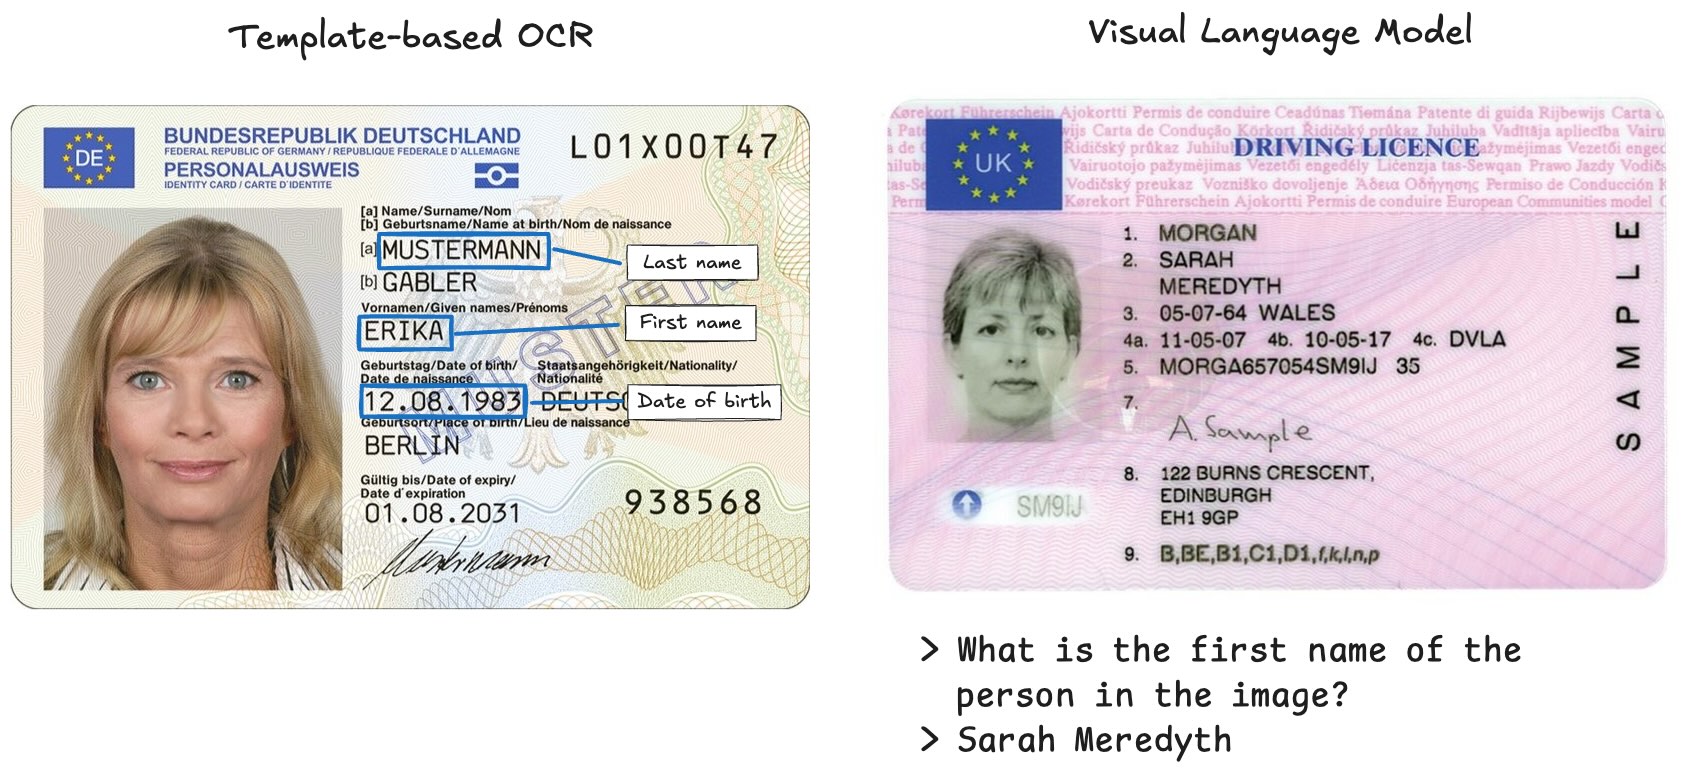 Template-based OCR
DE
BUNDESREPUBLIK DEUTSCHLAND
FEDERAL REPUBLIC OF GERMANY / REPUBLIQUE FEDERALE D'ALLEMAGNE
PERSONALAUSWEIS
IDENTITY CARD / CARTE D'IDENTITE
L01X00T47
[a] Name/Surname/Nom
[b] Geburtsname/Name at birth/Nom de naissance
[a] MUSTERMANN
Last name
[b] GABLER
Vornamen/Given names/Prénoms
ERIKA
First name
Geburtstag/Date of birth/
Date de naissance
Staatsangehörigkeit/Nationality/
Nationalité
12.08.1983
Date of birth
Geburtsort/Place of birth/Lieu de naissance
BERLIN
Gültig bis/Date of expiry/
Date d'expiration
01.08.2031
938568
Mustermann
MUSTER
Visual Language Model
Kørekort Führerschein Ajokortti Permis de conduire Ceadúnas Tiomána Patente di guida Rijbewijs Carta
Carta de Condução Körkort Řidičský průkaz Juhiluba Vadītāja apliecība
Řidičský průkaz
DRIVING LICENCE
Vezetői
Vairuotojo pažymėjimas Vezetői engedély Liċenzja tas-Sewqan Prawo Jazdy
Vodičský preukaz Vozniško dovoljenje Άδεια Οδήγησης Permiso de Conducción
Kørekort Führerschein Ajokortti Permis de conduire European Communities model
UK
1. MORGAN
2. SARAH
MEREDYTH
3. 05-07-64 WALES
4a. 11-05-07 4b. 10-05-17 4c. DVLA
5. MORGA657054SM9IJ 35
7.
A. Sample
8. 122 BURNS CRESCENT,
EDINBURGH
EH1 9GP
SM9IJ
9. B,BE,B1,C1,D1,f,k,l,n,p
SAMPLE
> What is the first name of the
person in the image?
> Sarah Meredyth